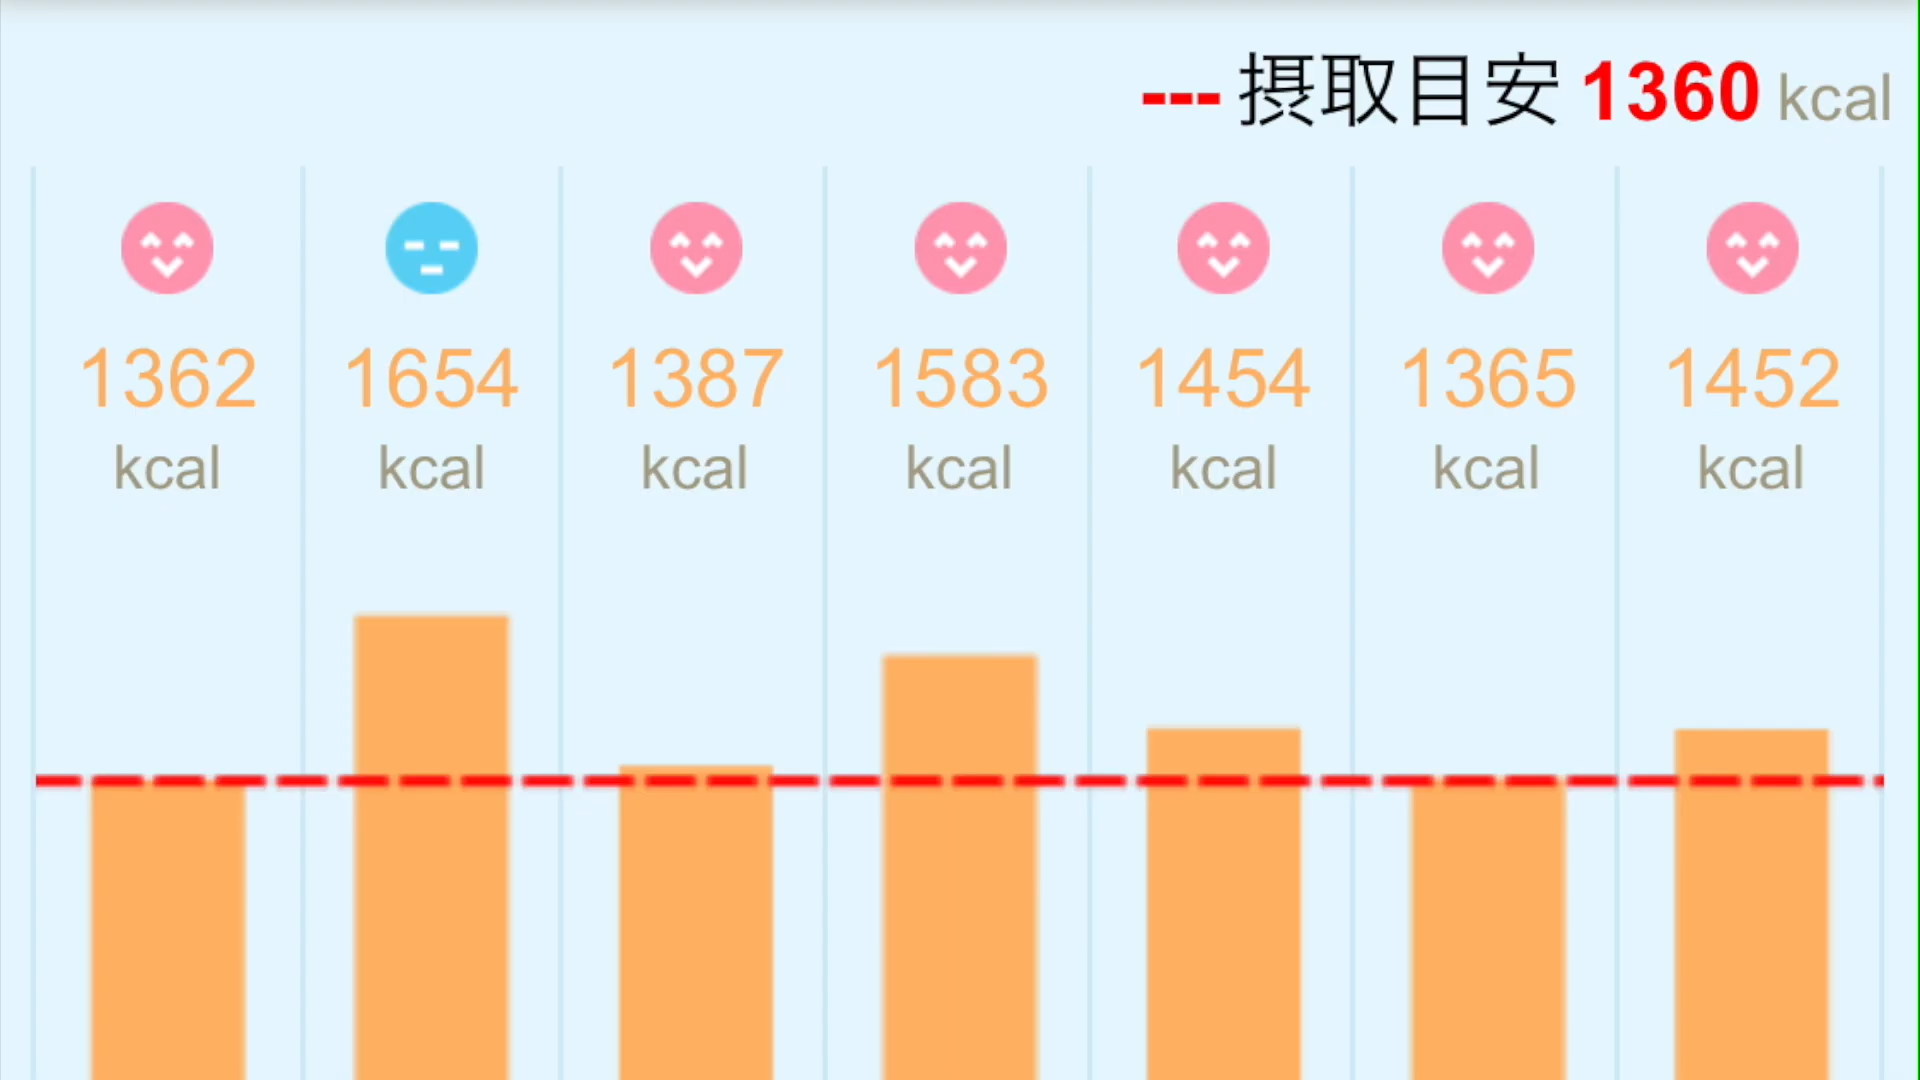 --- 摂取目安 1360 kcal
1362 1654 1387 1583 1454 1365 1452
kcal kcal kcal kcal kcal kcal kcal